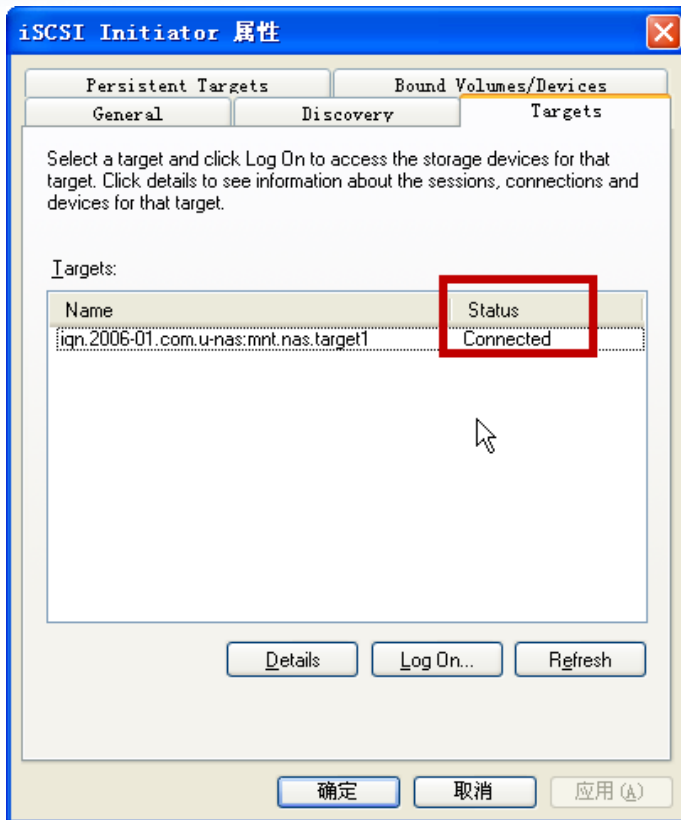 iSCSI Initiator 属性
Persistent Targets Bound Volumes/Devices
General Discovery Targets
Select a target and click Log On to access the storage devices for that
target. Click details to see information about the sessions, connections and
devices for that target.
Targets:
Name Status
iqn.2006-01.com.u-nas:mnt.nas.target1 Connected
Details Log On... Refresh
确定 取消 应用(A)